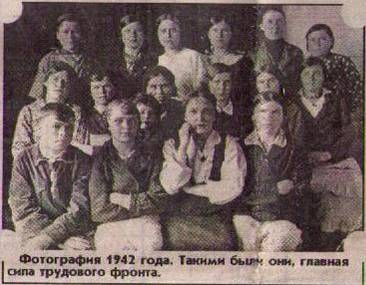 Фотография 1942 года. Такими были они, главная
сила трудового фронта.